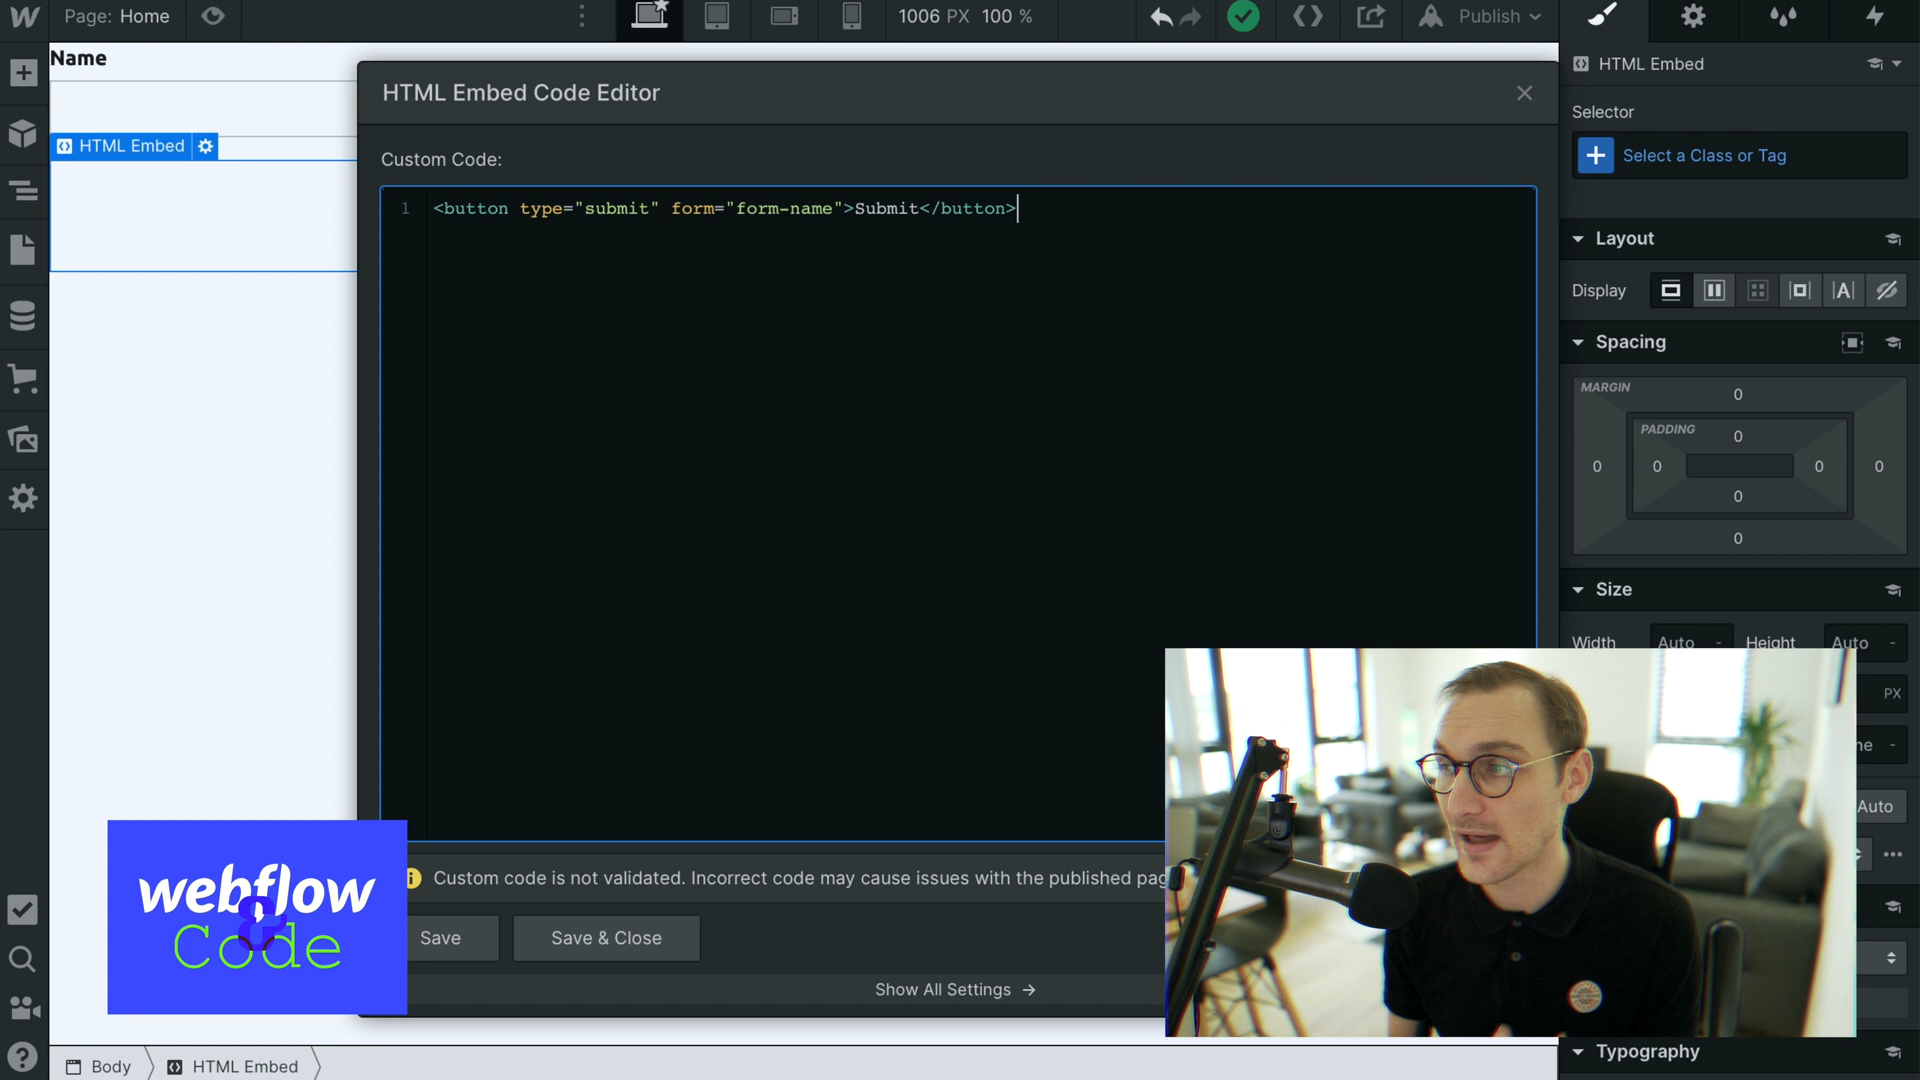 Page: Home
1006 PX 100 %
Publish
Name
HTML Embed
HTML Embed Code Editor
Custom Code:
1 <button type="submit" form="form-name">Submit</button>
Custom code is not validated. Incorrect code may cause issues with the published pag
Save
Save & Close
Show All Settings →
webflow
&
Code
Body
HTML Embed
HTML Embed
Selector
Select a Class or Tag
Layout
Display
Spacing
MARGIN
0
PADDING
0
0 0 0 0
0
0
Size
Width Auto - Height Auto -
PX
ne -
Auto
Typography